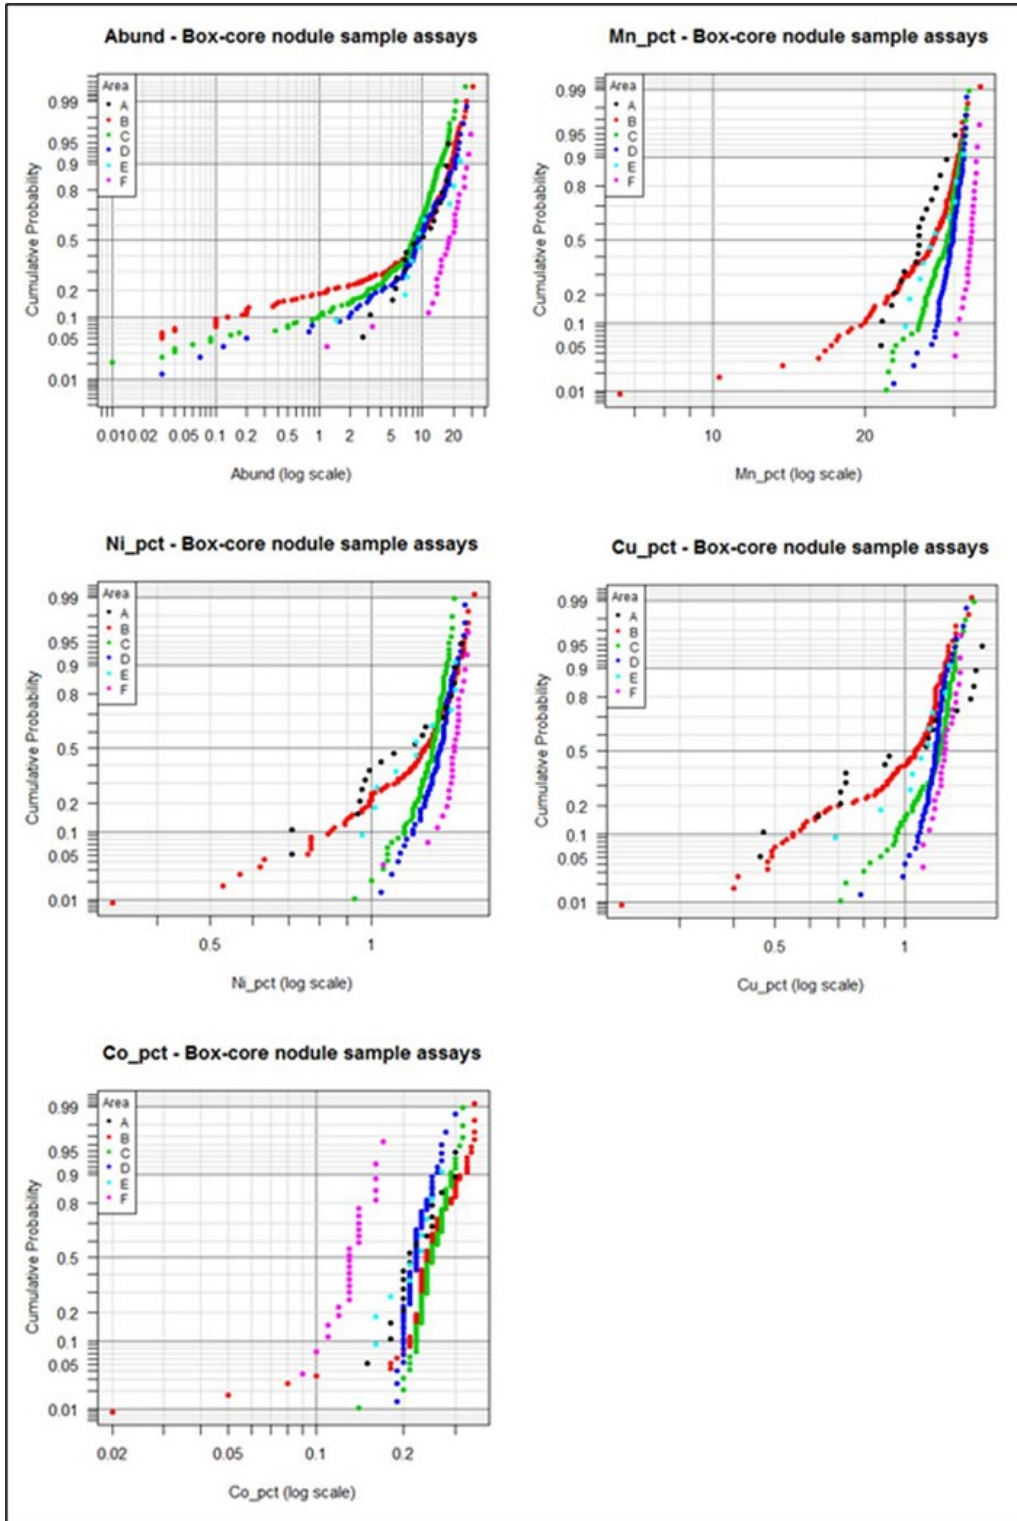 Abund - Box-core nodule sample assays
Cumulative Probability
0.99
0.95
0.9
0.8
0.5
0.2
0.1
0.05
0.01
Area
A
B
C
D
E
F
0.01 0.02 0.05 0.1 0.2 0.5 1 2 5 10 20
Abund (log scale)
Mn_pct - Box-core nodule sample assays
Cumulative Probability
0.99
0.95
0.9
0.8
0.5
0.2
0.1
0.05
0.01
Area
A
B
C
D
E
F
10 20
Mn_pct (log scale)
Ni_pct - Box-core nodule sample assays
Cumulative Probability
0.99
0.95
0.9
0.8
0.5
0.2
0.1
0.05
0.01
Area
A
B
C
D
E
F
0.5 1
Ni_pct (log scale)
Cu_pct - Box-core nodule sample assays
Cumulative Probability
0.99
0.95
0.9
0.8
0.5
0.2
0.1
0.05
0.01
Area
A
B
C
D
E
F
0.5 1
Cu_pct (log scale)
Co_pct - Box-core nodule sample assays
Cumulative Probability
0.99
0.95
0.9
0.8
0.5
0.2
0.1
0.05
0.01
Area
A
B
C
D
E
F
0.02 0.05 0.1 0.2
Co_pct (log scale)